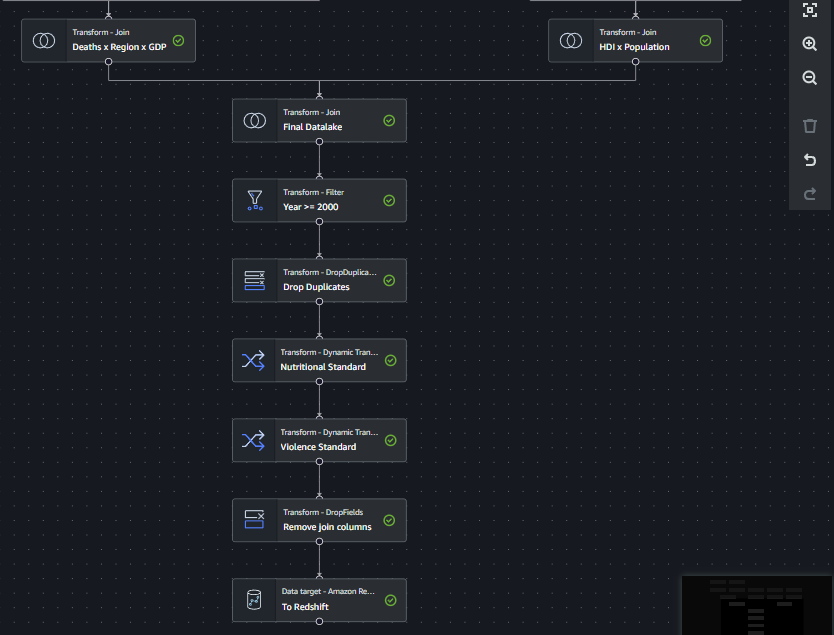 Transform - Join
Deaths x Region x GDP
Transform - Join
HDI x Population
Transform - Join
Final Datalake
Transform - Filter
Year >= 2000
Transform - DropDuplica...
Drop Duplicates
Transform - Dynamic Tran...
Nutritional Standard
Transform - Dynamic Tran...
Violence Standard
Transform - DropFields
Remove join columns
Data target - Amazon Re...
To Redshift